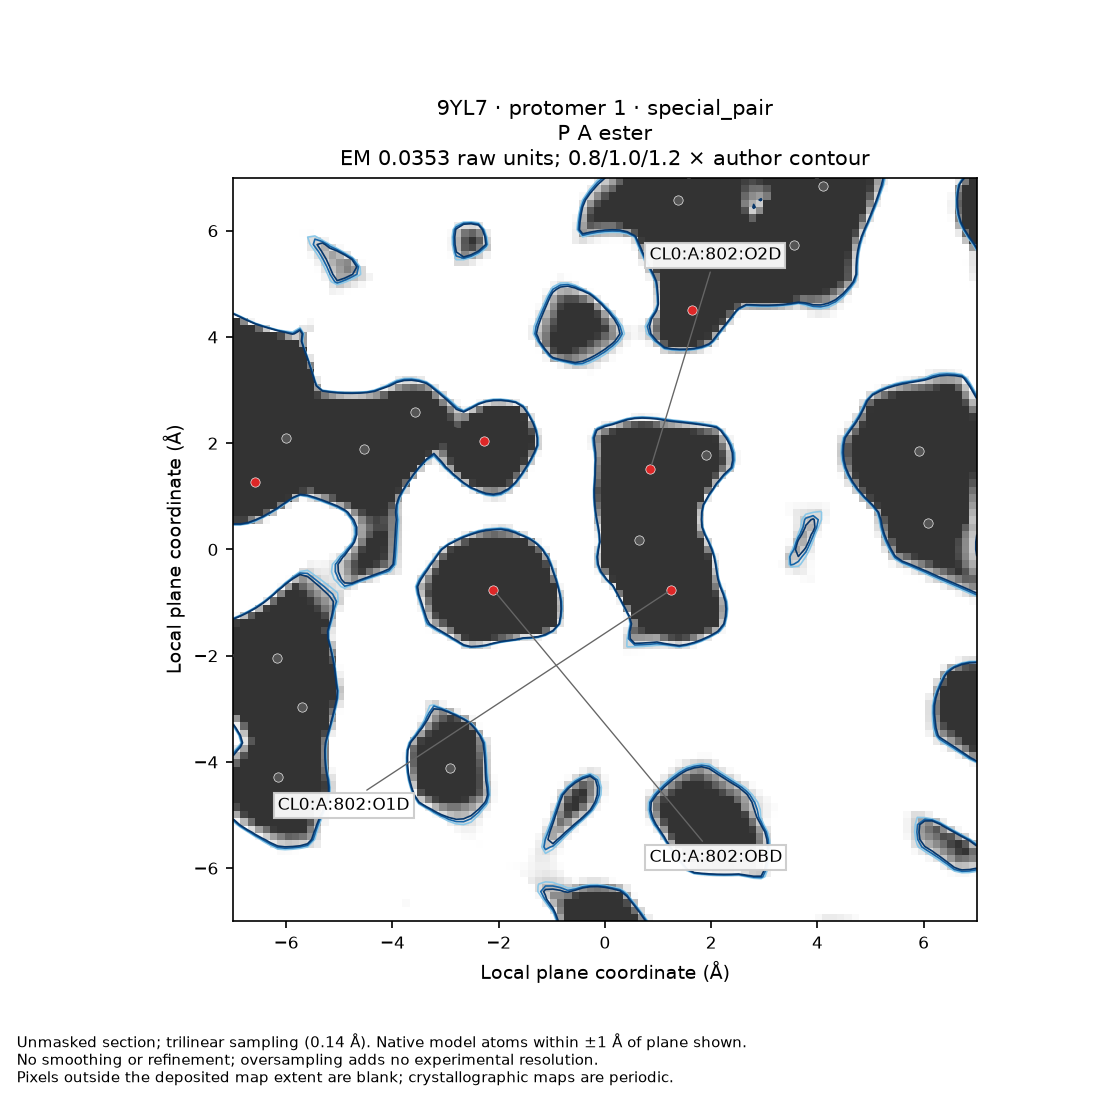 9YL7 · protomer 1 · special_pair
P A ester
EM 0.0353 raw units; 0.8/1.0/1.2 × author contour
CL0:A:802:O2D
CL0:A:802:O1D
CL0:A:802:OBD
Local plane coordinate (Å)
6
4
2
0
−2
−4
−6
−6
−4
−2
0
2
4
6
Local plane coordinate (Å)
Unmasked section; trilinear sampling (0.14 Å). Native model atoms within ±1 Å of plane shown.
No smoothing or refinement; oversampling adds no experimental resolution.
Pixels outside the deposited map extent are blank; crystallographic maps are periodic.